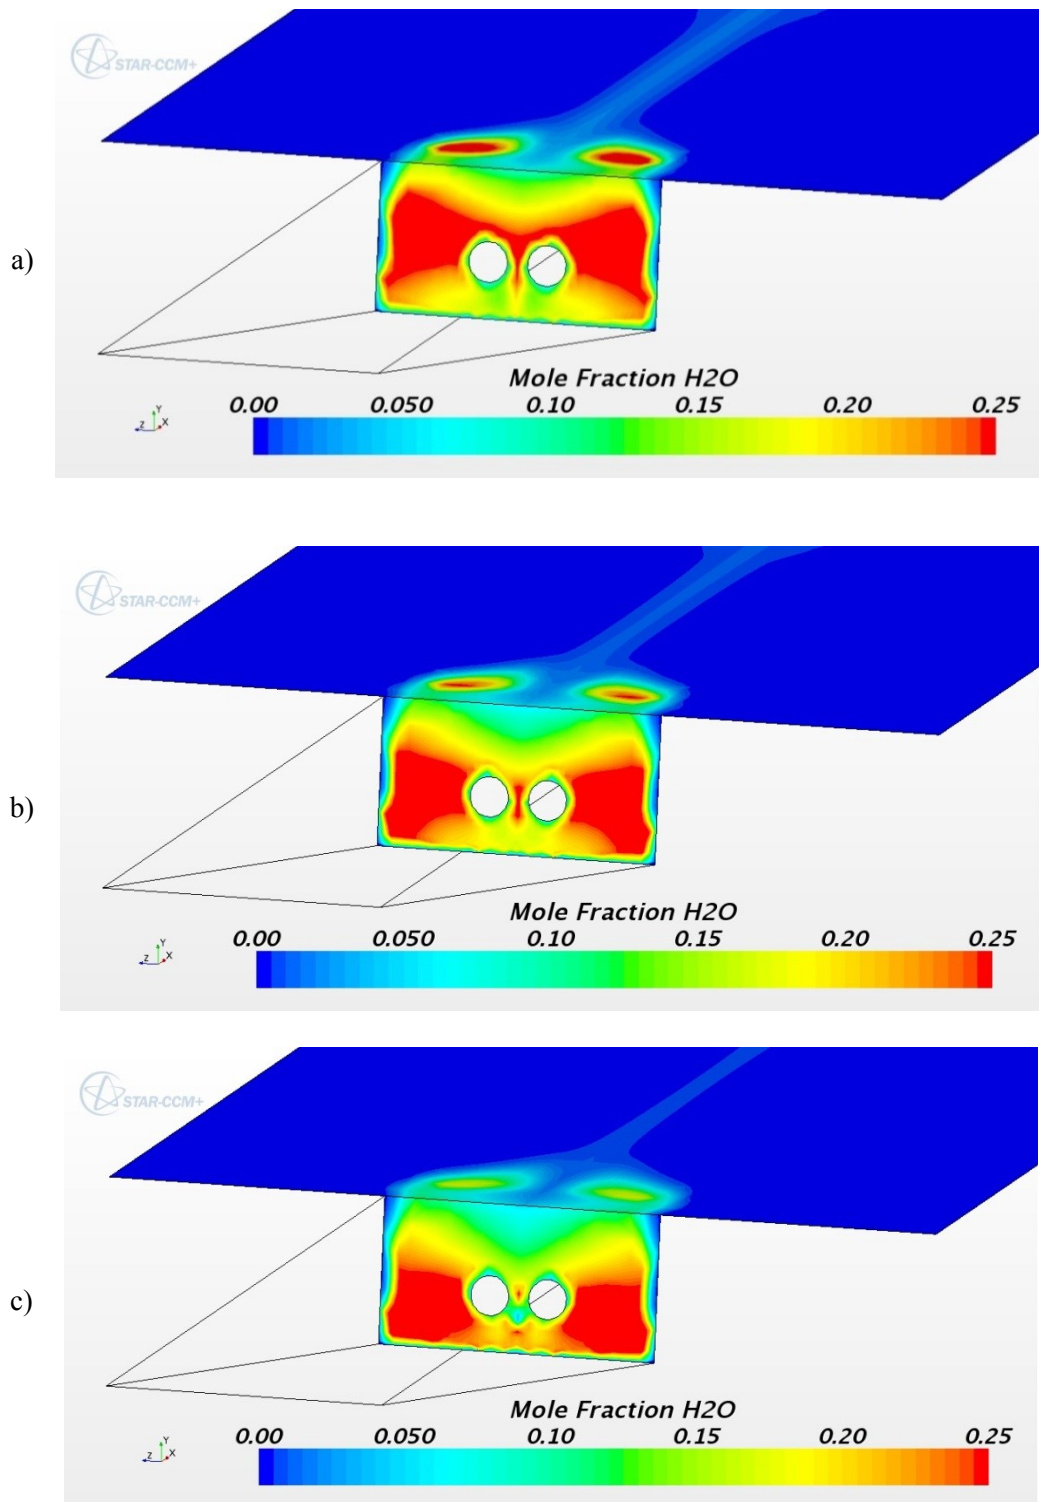 STAR-CCM+
a)
Mole Fraction H2O
0.00 0.050 0.10 0.15 0.20 0.25
Y
Z X
STAR-CCM+
b)
Mole Fraction H2O
0.00 0.050 0.10 0.15 0.20 0.25
Y
Z X
STAR-CCM+
c)
Mole Fraction H2O
0.00 0.050 0.10 0.15 0.20 0.25
Y
Z X